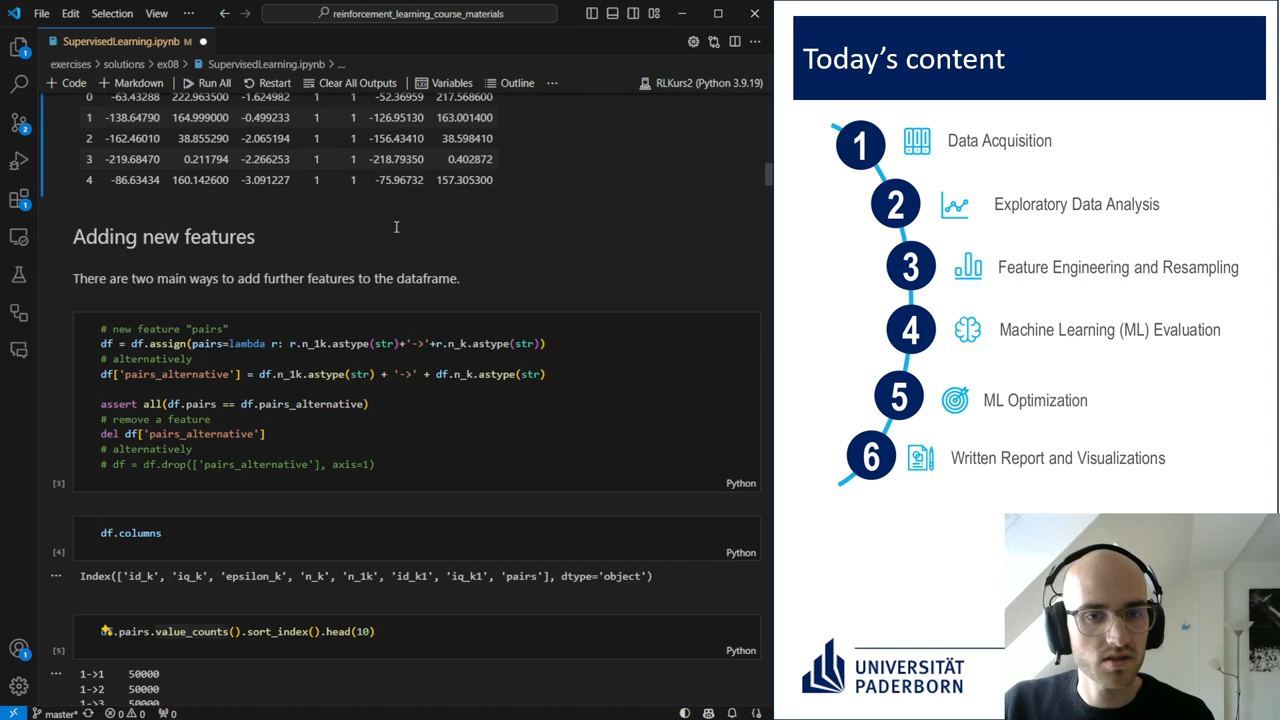 File Edit Selection View ··· reinforcement_learning_course_materials
SupervisedLearning.ipynb M
exercises > solutions > ex08 > SupervisedLearning.ipynb > ...
+ Code + Markdown Run All Restart Clear All Outputs Variables Outline ··· RLKurs2 (Python 3.9.19)
0 -63.43288 222.963500 -1.624982 1 1 -52.36959 217.568600
1 -138.64790 164.999000 -0.499233 1 1 -126.95130 163.001400
2 -162.46010 38.855290 -2.065194 1 1 -156.43410 38.598410
3 -219.68470 0.211794 -2.266253 1 1 -218.79350 0.402872
4 -86.63434 160.142600 -3.091227 1 1 -75.96732 157.305300
Adding new features
There are two main ways to add further features to the dataframe.
# new feature "pairs"
df = df.assign(pairs=lambda r: r.n_1k.astype(str)+'->'+r.n_k.astype(str))
# alternatively
df['pairs_alternative'] = df.n_1k.astype(str) + '->' + df.n_k.astype(str)
assert all(df.pairs == df.pairs_alternative)
# remove a feature
del df['pairs_alternative']
# alternatively
# df = df.drop(['pairs_alternative'], axis=1)
[3] Python
df.columns
[4] Python
··· Index(['id_k', 'iq_k', 'epsilon_k', 'n_k', 'n_1k', 'id_k1', 'iq_k1', 'pairs'], dtype='object')
.pairs.value_counts().sort_index().head(10)
[5] Python
··· 1->1 50000
1->2 50000
1->3 50000
master* 0 0 0
Today's content
1 Data Acquisition
2 Exploratory Data Analysis
3 Feature Engineering and Resampling
4 Machine Learning (ML) Evaluation
5 ML Optimization
6 Written Report and Visualizations
UNIVERSITÄT
PADERBORN